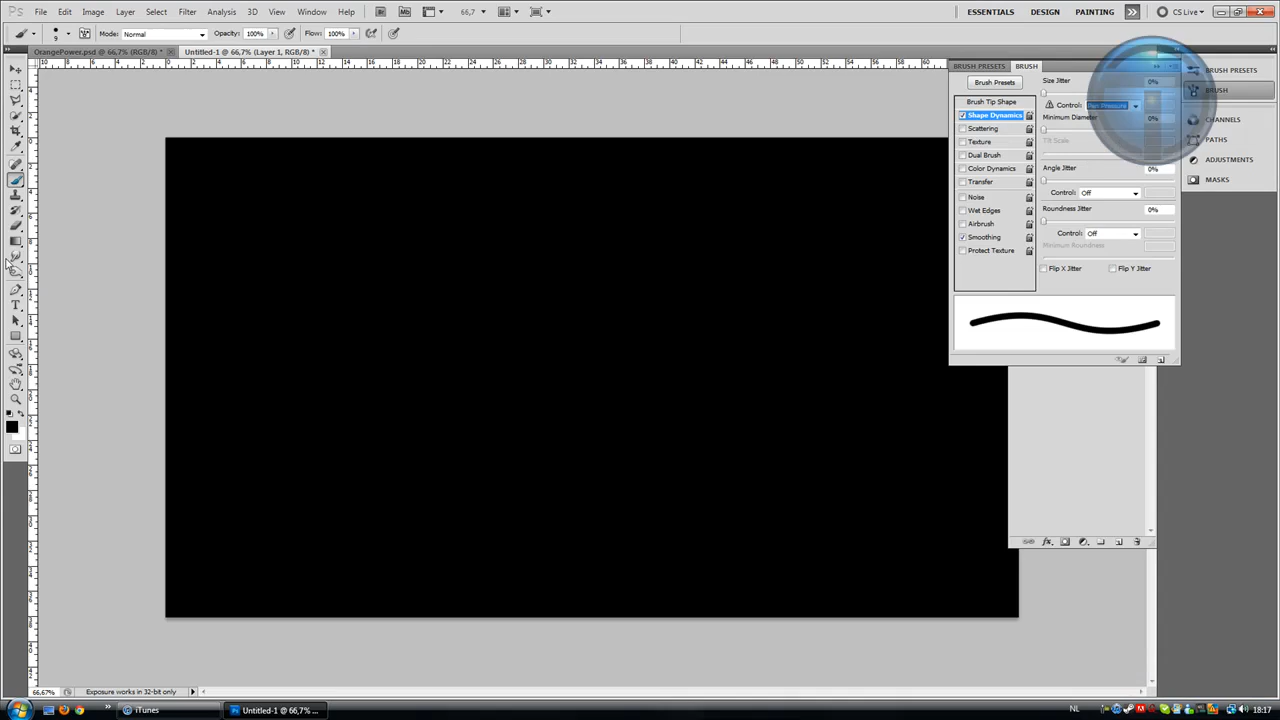 File Edit Image Layer Select Filter Analysis 3D View Window Help 66,7 ESSENTIALS DESIGN PAINTING CS Live
9 Mode: Normal Opacity: 100% Flow: 100%
OrangePower.psd @ 66,7% (RGB/8) * Untitled-1 @ 66,7% (Layer 1, RGB/8) *
BRUSH PRESETS BRUSH
Brush Presets
Brush Tip Shape
Shape Dynamics
Scattering
Texture
Dual Brush
Color Dynamics
Transfer
Noise
Wet Edges
Airbrush
Smoothing
Protect Texture
Size Jitter 0%
Control: Pen Pressure
Minimum Diameter 0%
Tilt Scale
Angle Jitter 0%
Control: Off
Roundness Jitter 0%
Control: Off
Minimum Roundness
Flip X Jitter Flip Y Jitter
BRUSH PRESETS
BRUSH
CHANNELS
PATHS
ADJUSTMENTS
MASKS
66,67% Exposure works in 32-bit only
iTunes Untitled-1 @ 66,7% ... NL 18:17